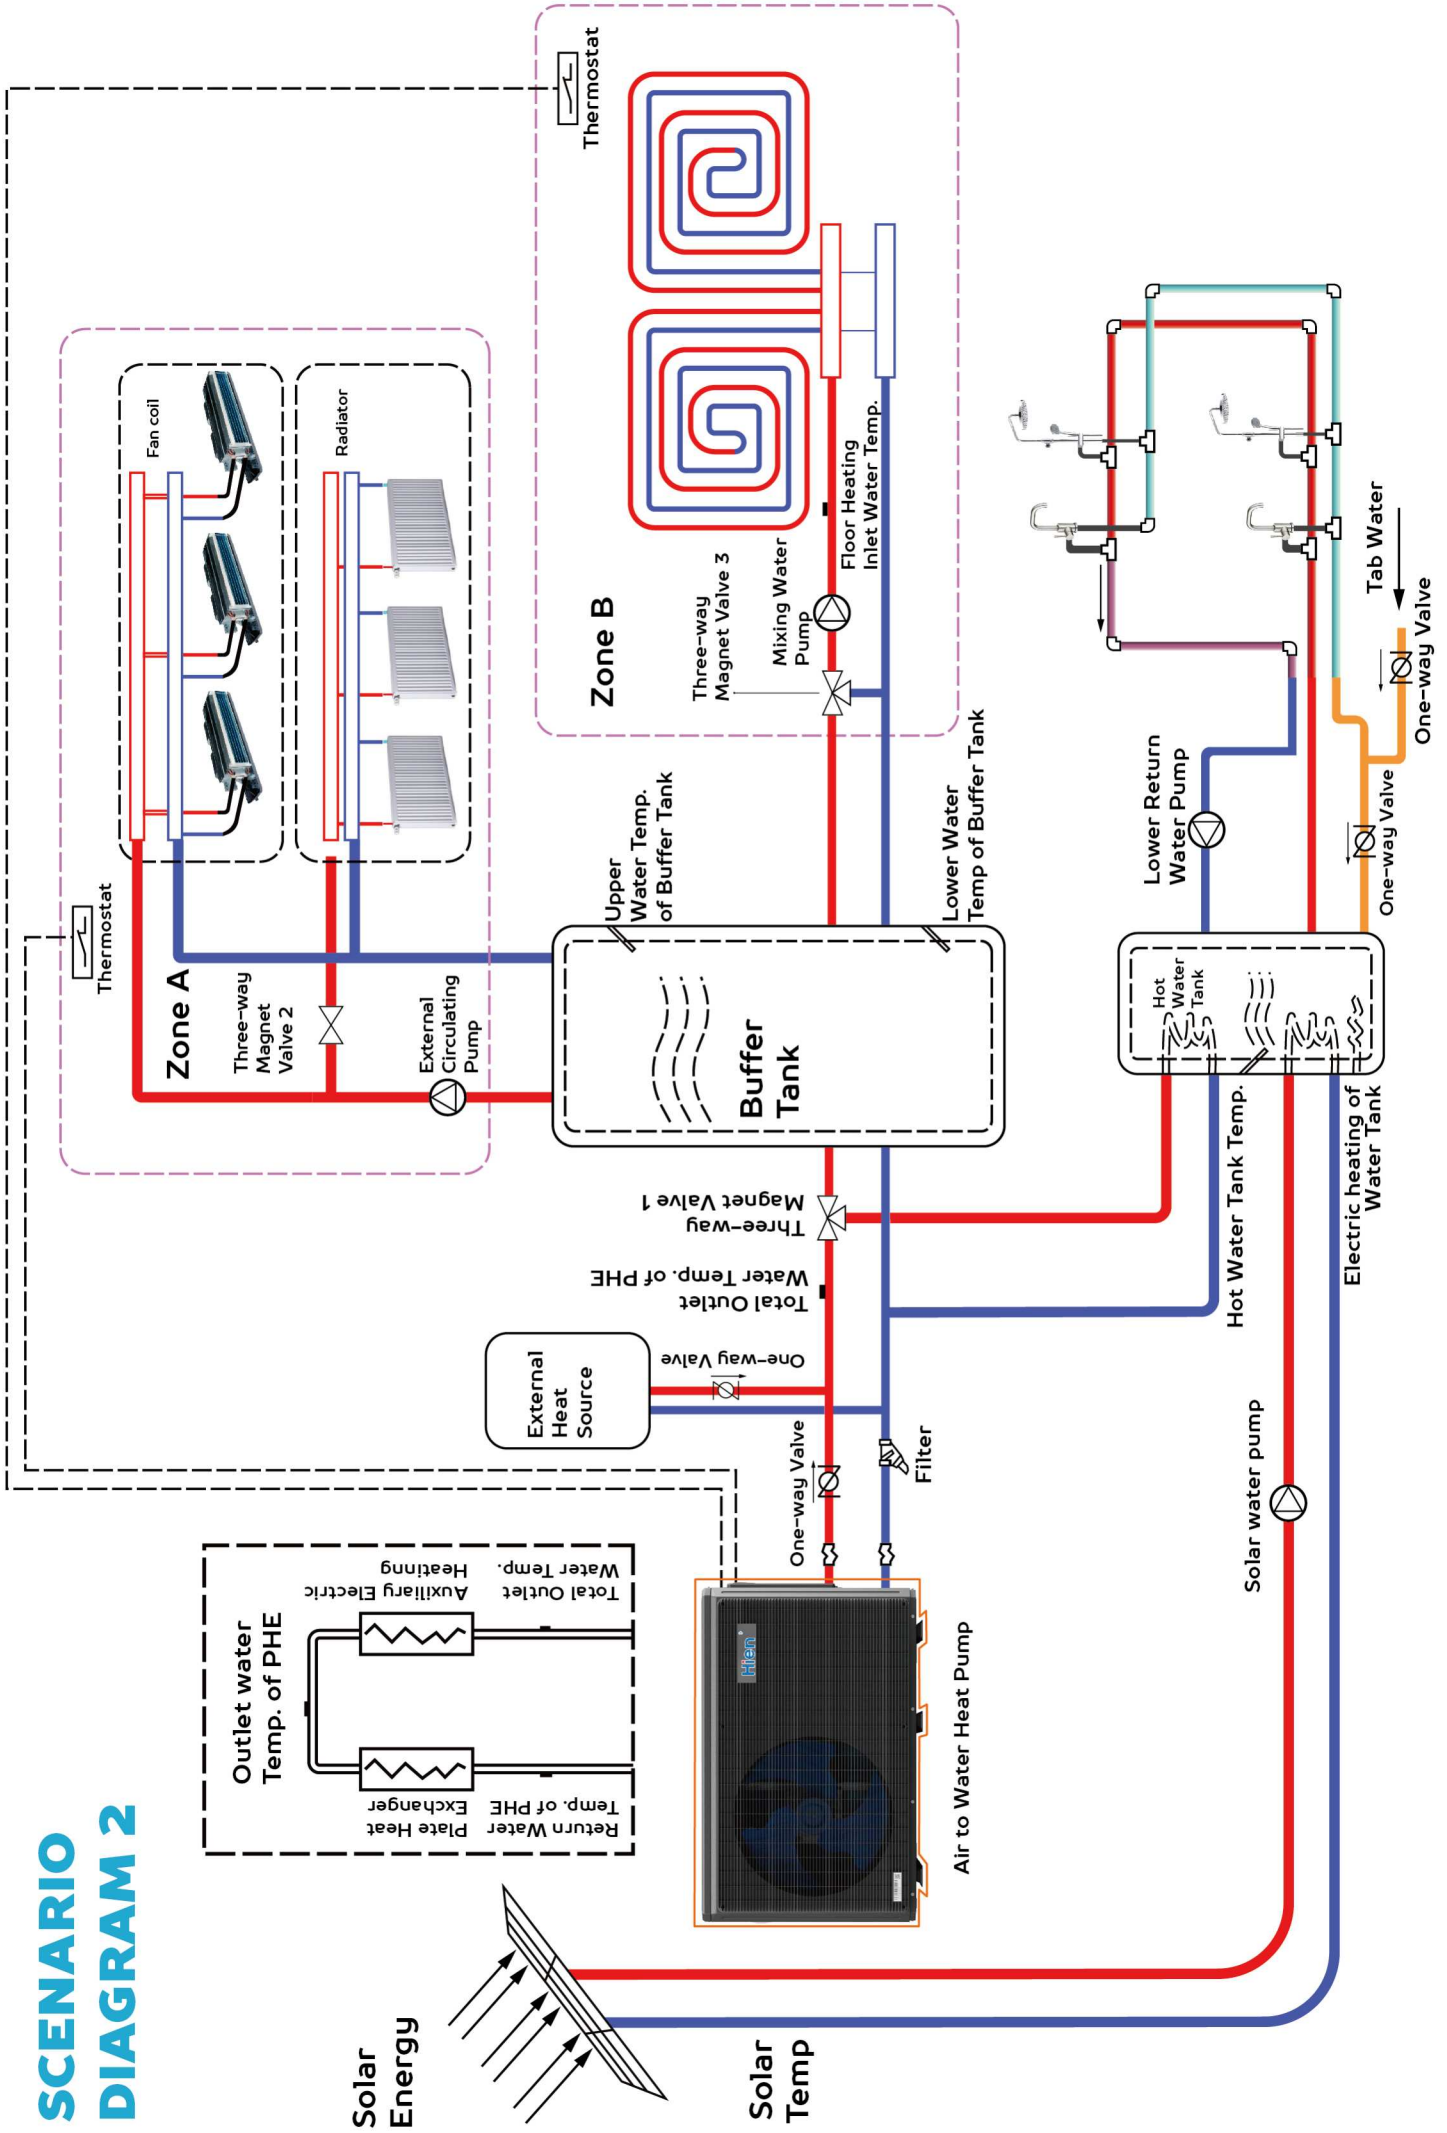 SCENARIO
DIAGRAM 2
Solar
Energy
Solar
Temp
Outlet water
Temp. of PHE
Plate Heat
Exchanger
Return Water
Temp. of PHE
Auxiliary Electric
Heatinng
Total Outlet
Water Temp.
Hien
Air to Water Heat Pump
One-way Valve
Filter
External
Heat
Source
One-way Valve
Total Outlet
Water Temp. of PHE
Three-way
Magnet Valve 1
Buffer
Tank
Upper
Water Temp.
of Buffer Tank
Lower Water
Temp of Buffer Tank
Zone A
Thermostat
Three-way
Magnet
Valve 2
External
Circulating
Pump
Fan coil
Radiator
Zone B
Thermostat
Three-way
Magnet Valve 3
Mixing Water
Pump
Floor Heating
Inlet Water Temp.
Solar water pump
Hot Water Tank Temp.
Electric heating of
Water Tank
Hot
Water
Tank
Lower Return
Water Pump
One-way Valve
Tab Water
One-way Valve